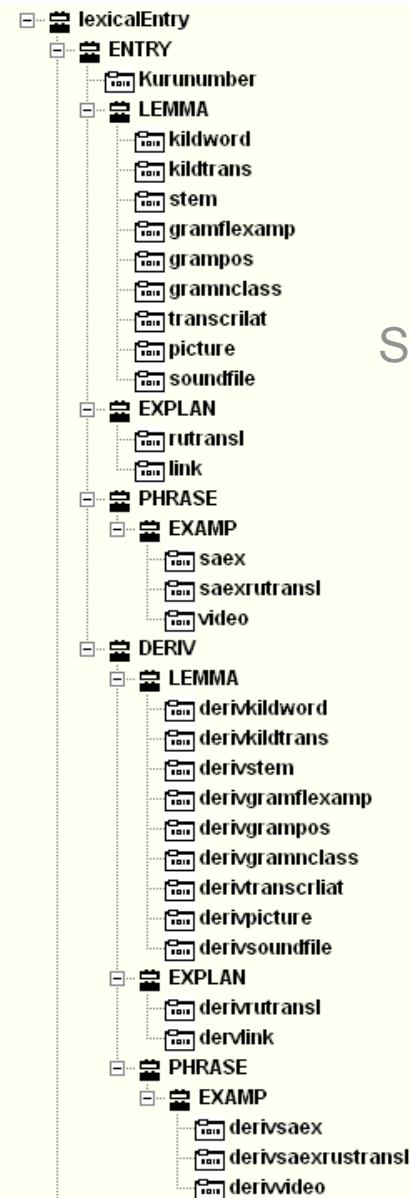 lexicalEntry
ENTRY
Kurunumber
LEMMA
kildword
kildtrans
stem
gramflexamp
grampos
gramnclass
transcrilat
picture
S
soundfile
EXPLAN
rutransl
link
PHRASE
EXAMP
saex
saexrutransl
video
DERIV
LEMMA
derivkildword
derivkildtrans
derivstem
derivgramflexamp
derivgrampos
derivgramnclass
derivtranscrliat
derivpicture
derivsoundfile
EXPLAN
derivrutransl
dervlink
PHRASE
EXAMP
derivsaex
derivsaexrustransl
derivvideo